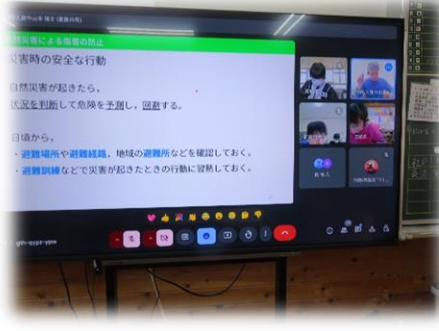 然災害による傷害の防止
災害時の安全な行動
自然災害が起きたら，
状況を判断して危険を予測し，回避する。
日頃から，
・避難場所や避難経路，地域の避難所などを確認しておく。
・避難訓練などで災害が起きたときの行動に習熟しておく。